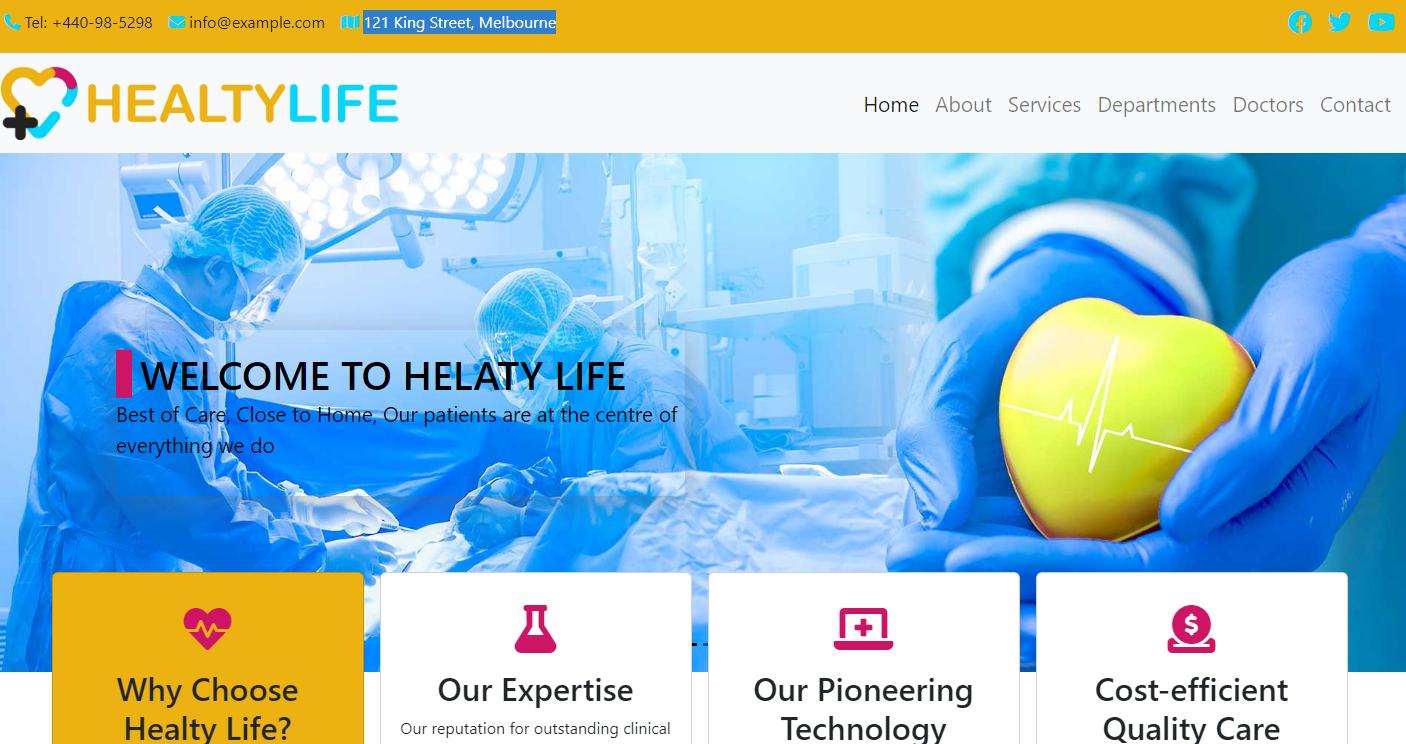 Tel: +440-98-5298 info@example.com 121 King Street, Melbourne
HEALTYLIFE
Home About Services Departments Doctors Contact
WELCOME TO HELATY LIFE
Best of Care, Close to Home, Our patients are at the centre of
everything we do
Why Choose
Healty Life?
Our Expertise
Our reputation for outstanding clinical
Our Pioneering
Technology
Cost-efficient
Quality Care